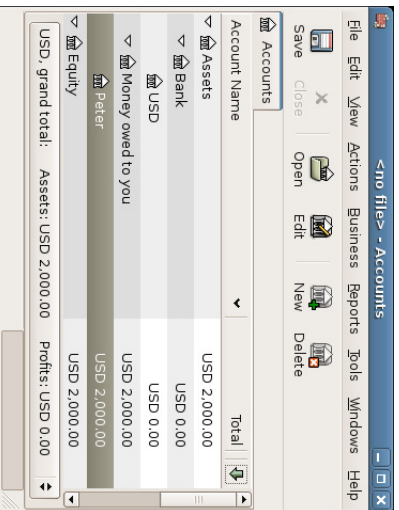 <no file> - Accounts
File Edit View Actions Business Reports Tools Windows Help
Save Close Open Edit New Delete
Accounts
Account Name Total
Assets USD 2,000.00
Bank USD 0.00
USD USD 0.00
Money owed to you USD 2,000.00
Peter USD 2,000.00
Equity USD 2,000.00
USD, grand total: Assets: USD 2,000.00 Profits: USD 0.00